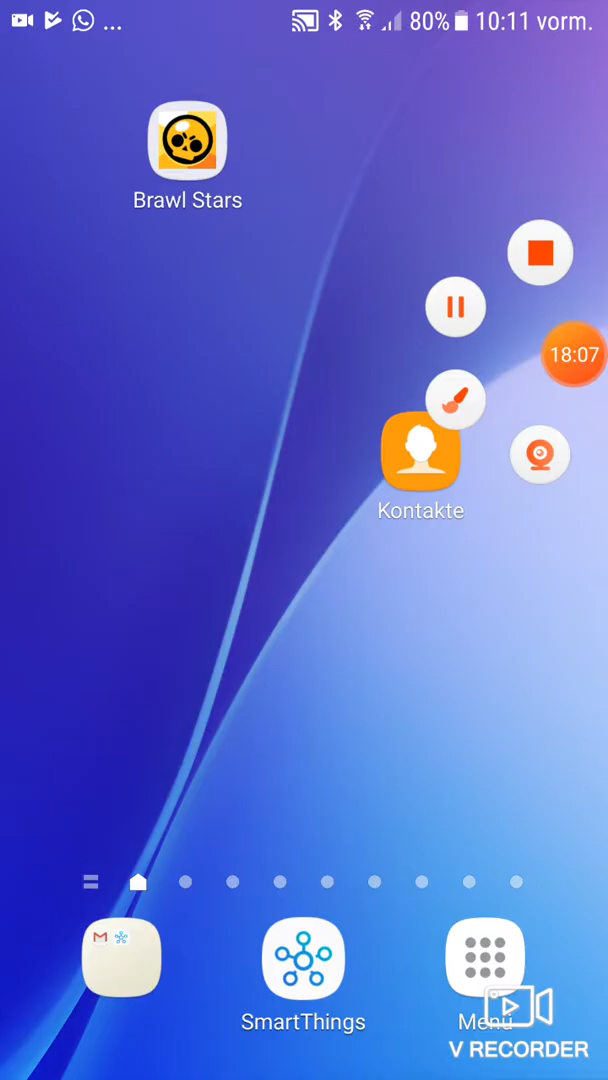 ... 80% 10:11 vorm.
Brawl Stars
18:07
Kontakte
SmartThings
Menü
V RECORDER